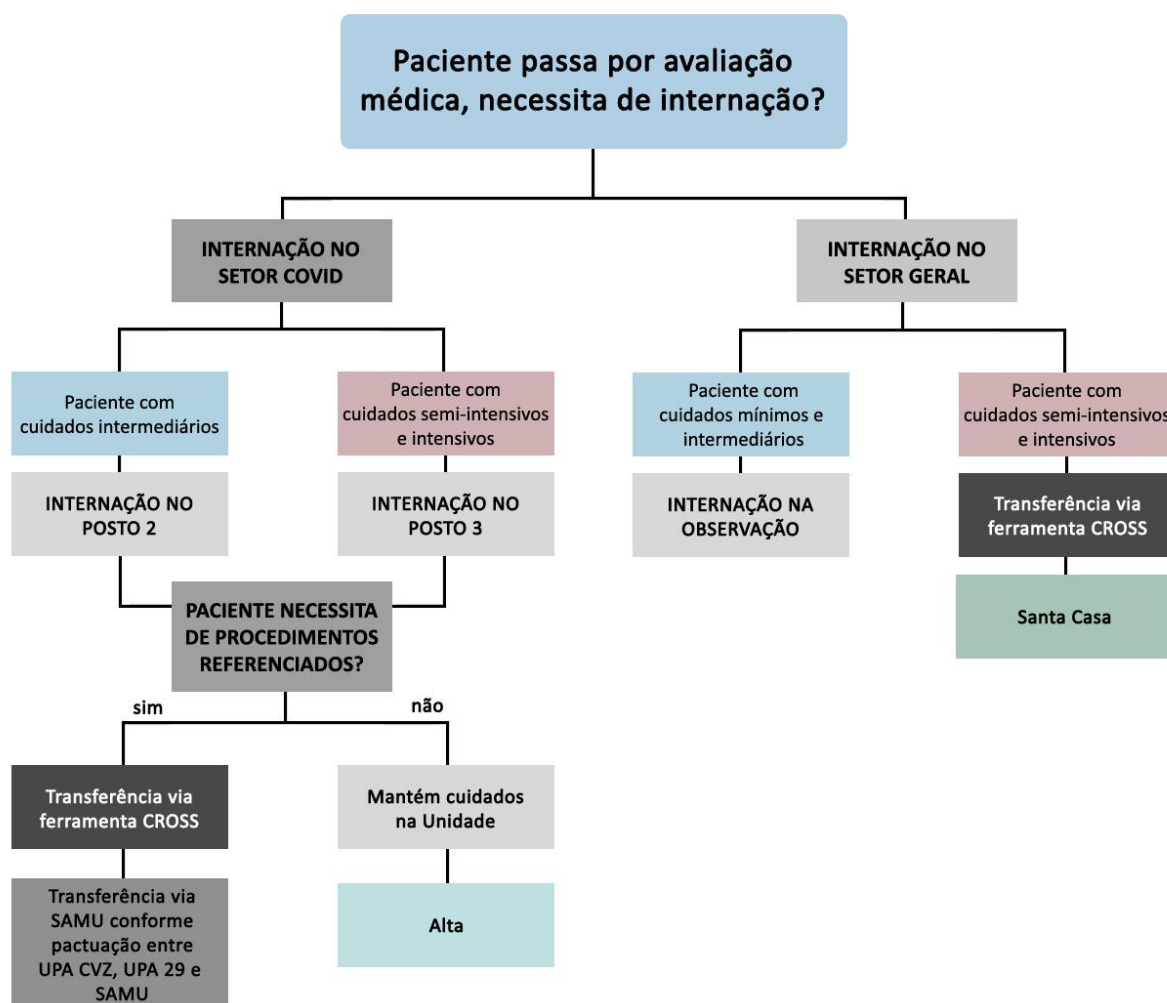 Paciente passa por avaliação
médica, necessita de internação?
INTERNAÇÃO NO
SETOR COVID
INTERNAÇÃO NO
SETOR GERAL
Paciente com
cuidados intermediários
Paciente com
cuidados semi-intensivos
e intensivos
Paciente com
cuidados mínimos e
intermediários
Paciente com
cuidados semi-intensivos
e intensivos
INTERNAÇÃO NO
POSTO 2
INTERNAÇÃO NO
POSTO 3
INTERNAÇÃO NA
OBSERVAÇÃO
Transferência via
ferramenta CROSS
Santa Casa
PACIENTE NECESSITA
DE PROCEDIMENTOS
REFERENCIADOS?
sim
não
Transferência via
ferramenta CROSS
Mantém cuidados
na Unidade
Transferência via
SAMU conforme
pactuação entre
UPA CVZ, UPA 29 e
SAMU
Alta